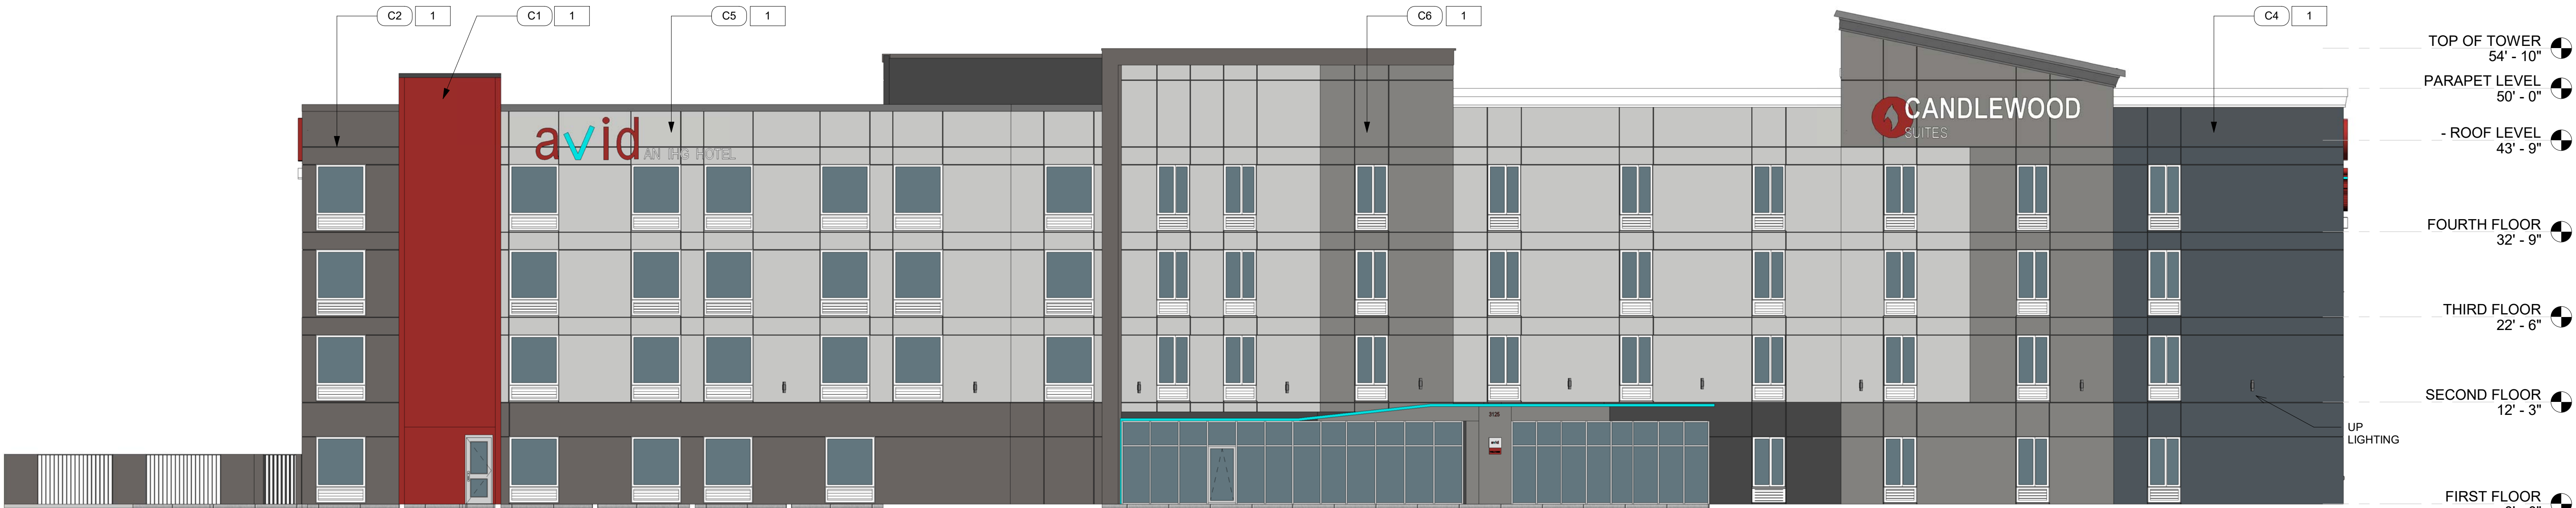 C2 1
C1 1
C5 1
C6 1
C4 1
TOP OF TOWER
54' - 10"
PARAPET LEVEL
50' - 0"
- ROOF LEVEL
43' - 9"
FOURTH FLOOR
32' - 9"
THIRD FLOOR
22' - 6"
SECOND FLOOR
12' - 3"
FIRST FLOOR
avid
AN IHG HOTEL
CANDLEWOOD
SUITES
3125
avid
UP
LIGHTING